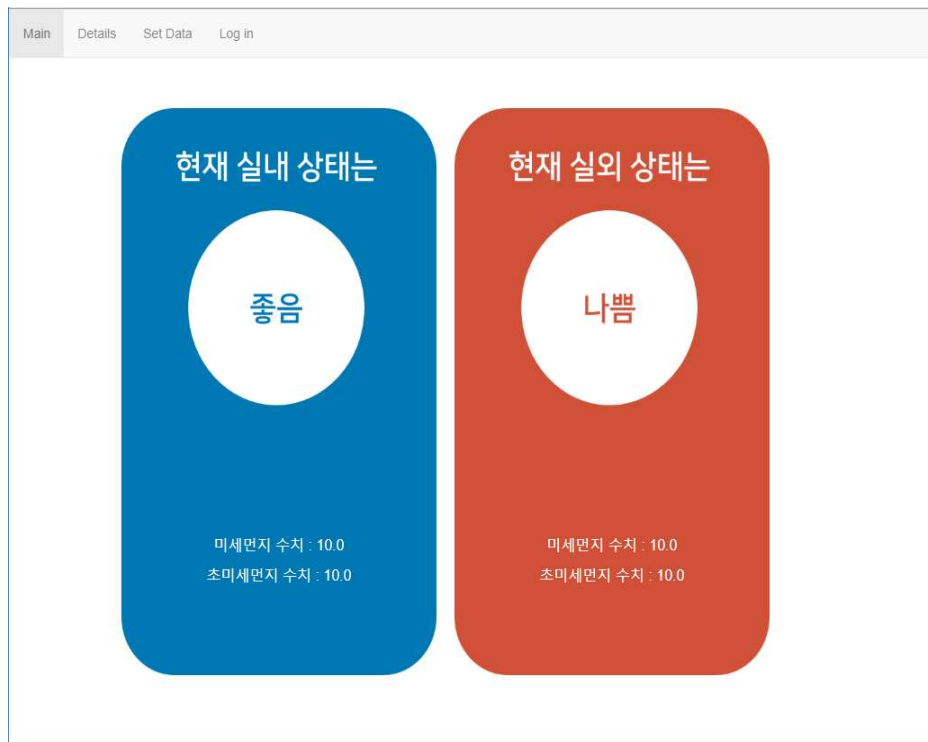 Main Details Set Data Log in
현재 실내 상태는
좋음
미세먼지 수치 : 10.0
초미세먼지 수치 : 10.0
현재 실외 상태는
나쁨
미세먼지 수치 : 10.0
초미세먼지 수치 : 10.0